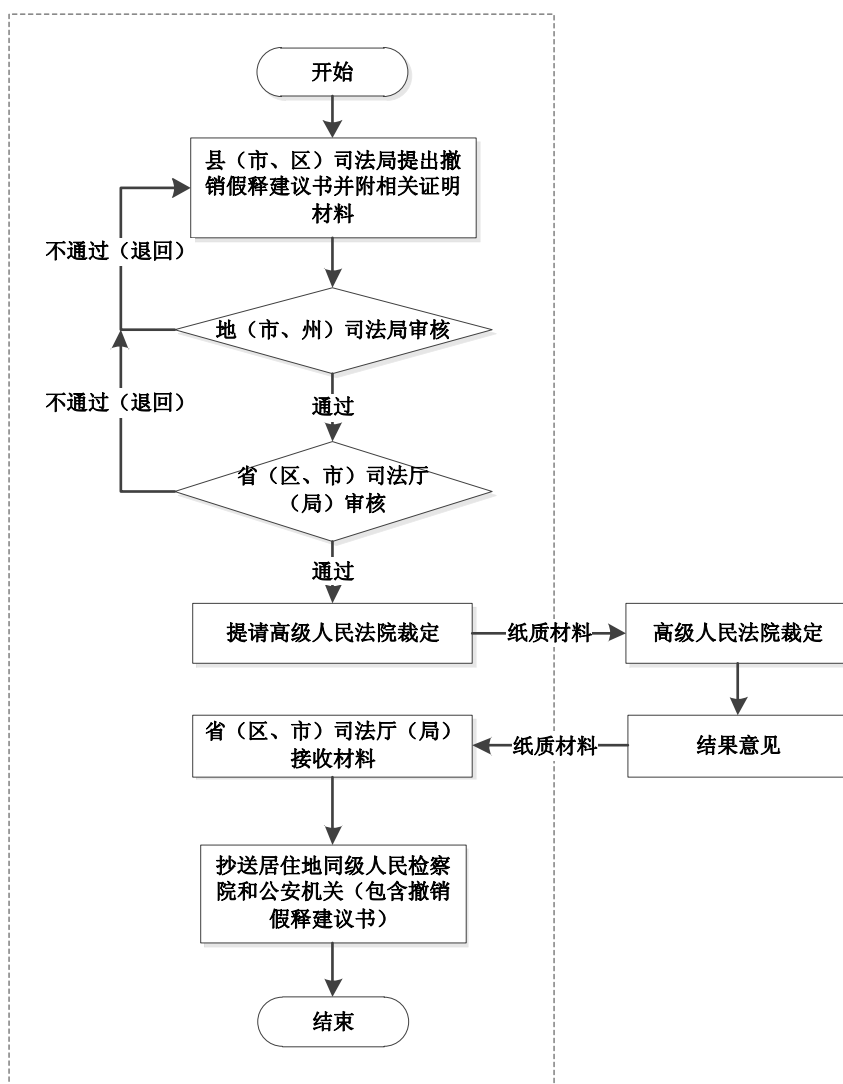 开始
县（市、区）司法局提出撤
销假释建议书并附相关证明
材料
不通过（退回）
地（市、州）司法局审核
不通过（退回）
通过
省（区、市）司法厅
（局）审核
通过
提请高级人民法院裁定
纸质材料
高级人民法院裁定
省（区、市）司法厅（局）
接收材料
纸质材料
结果意见
抄送居住地同级人民检察
院和公安机关（包含撤销
假释建议书）
结束